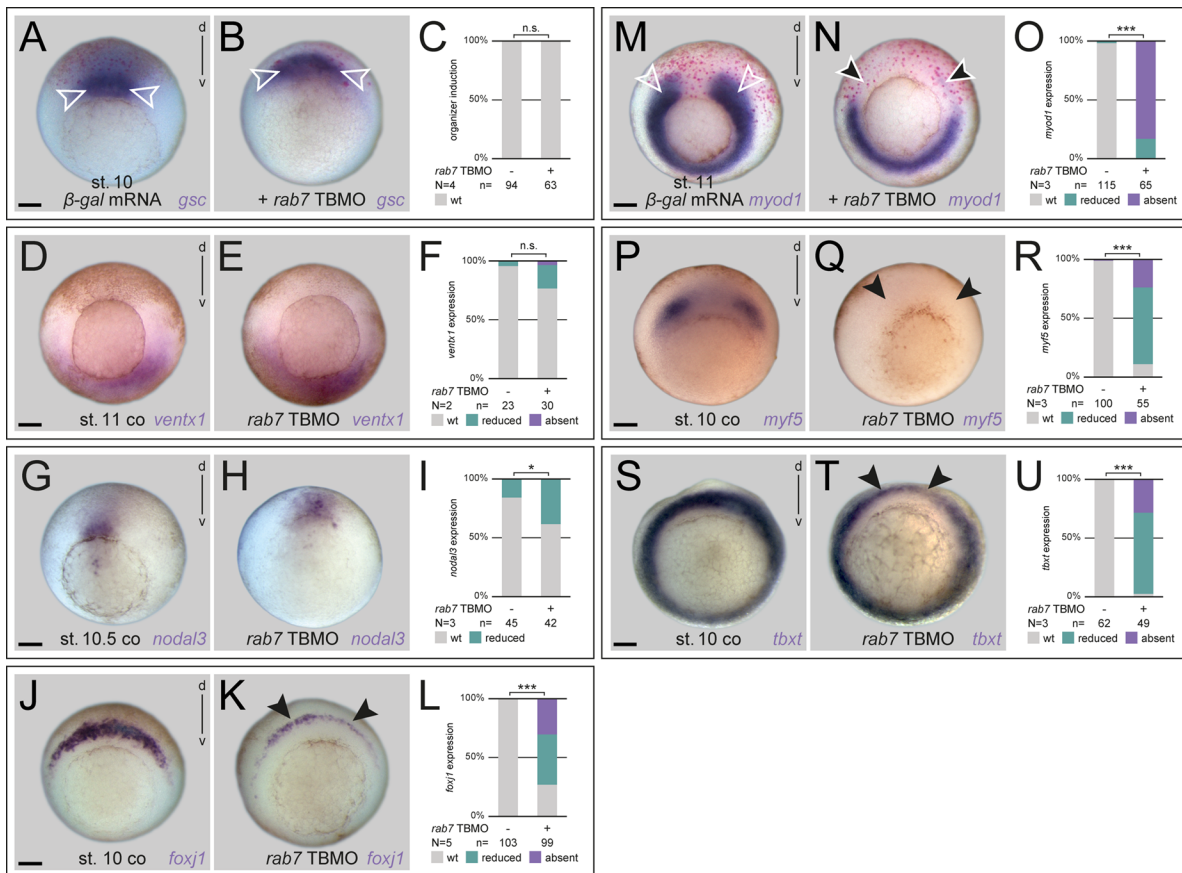 A
d
v
st. 10
β-gal mRNA gsc
B
+ rab7 TBMO gsc
C
n.s.
100%
50%
0%
organizer induction
rab7 TBMO - +
N=4 n= 94 63
wt
D
d
v
st. 11 co ventx1
E
rab7 TBMO ventx1
F
n.s.
100%
50%
0%
ventx1 expression
rab7 TBMO - +
N=2 n= 23 30
wt reduced absent
G
d
v
st. 10.5 co nodal3
H
rab7 TBMO nodal3
I
*
100%
50%
0%
nodal3 expression
rab7 TBMO - +
N=3 n= 45 42
wt reduced
J
d
v
st. 10 co foxj1
K
rab7 TBMO foxj1
L
***
100%
50%
0%
foxj1 expression
rab7 TBMO - +
N=5 n= 103 99
wt reduced absent
M
d
v
st. 11
β-gal mRNA myod1
N
+ rab7 TBMO myod1
O
***
100%
50%
0%
myod1 expression
rab7 TBMO - +
N=3 n= 115 65
wt reduced absent
P
d
v
st. 10 co myf5
Q
rab7 TBMO myf5
R
***
100%
50%
0%
myf5 expression
rab7 TBMO - +
N=3 n= 100 55
wt reduced absent
S
d
v
st. 10 co tbxt
T
rab7 TBMO tbxt
U
***
100%
50%
0%
tbxt expression
rab7 TBMO - +
N=3 n= 62 49
wt reduced absent